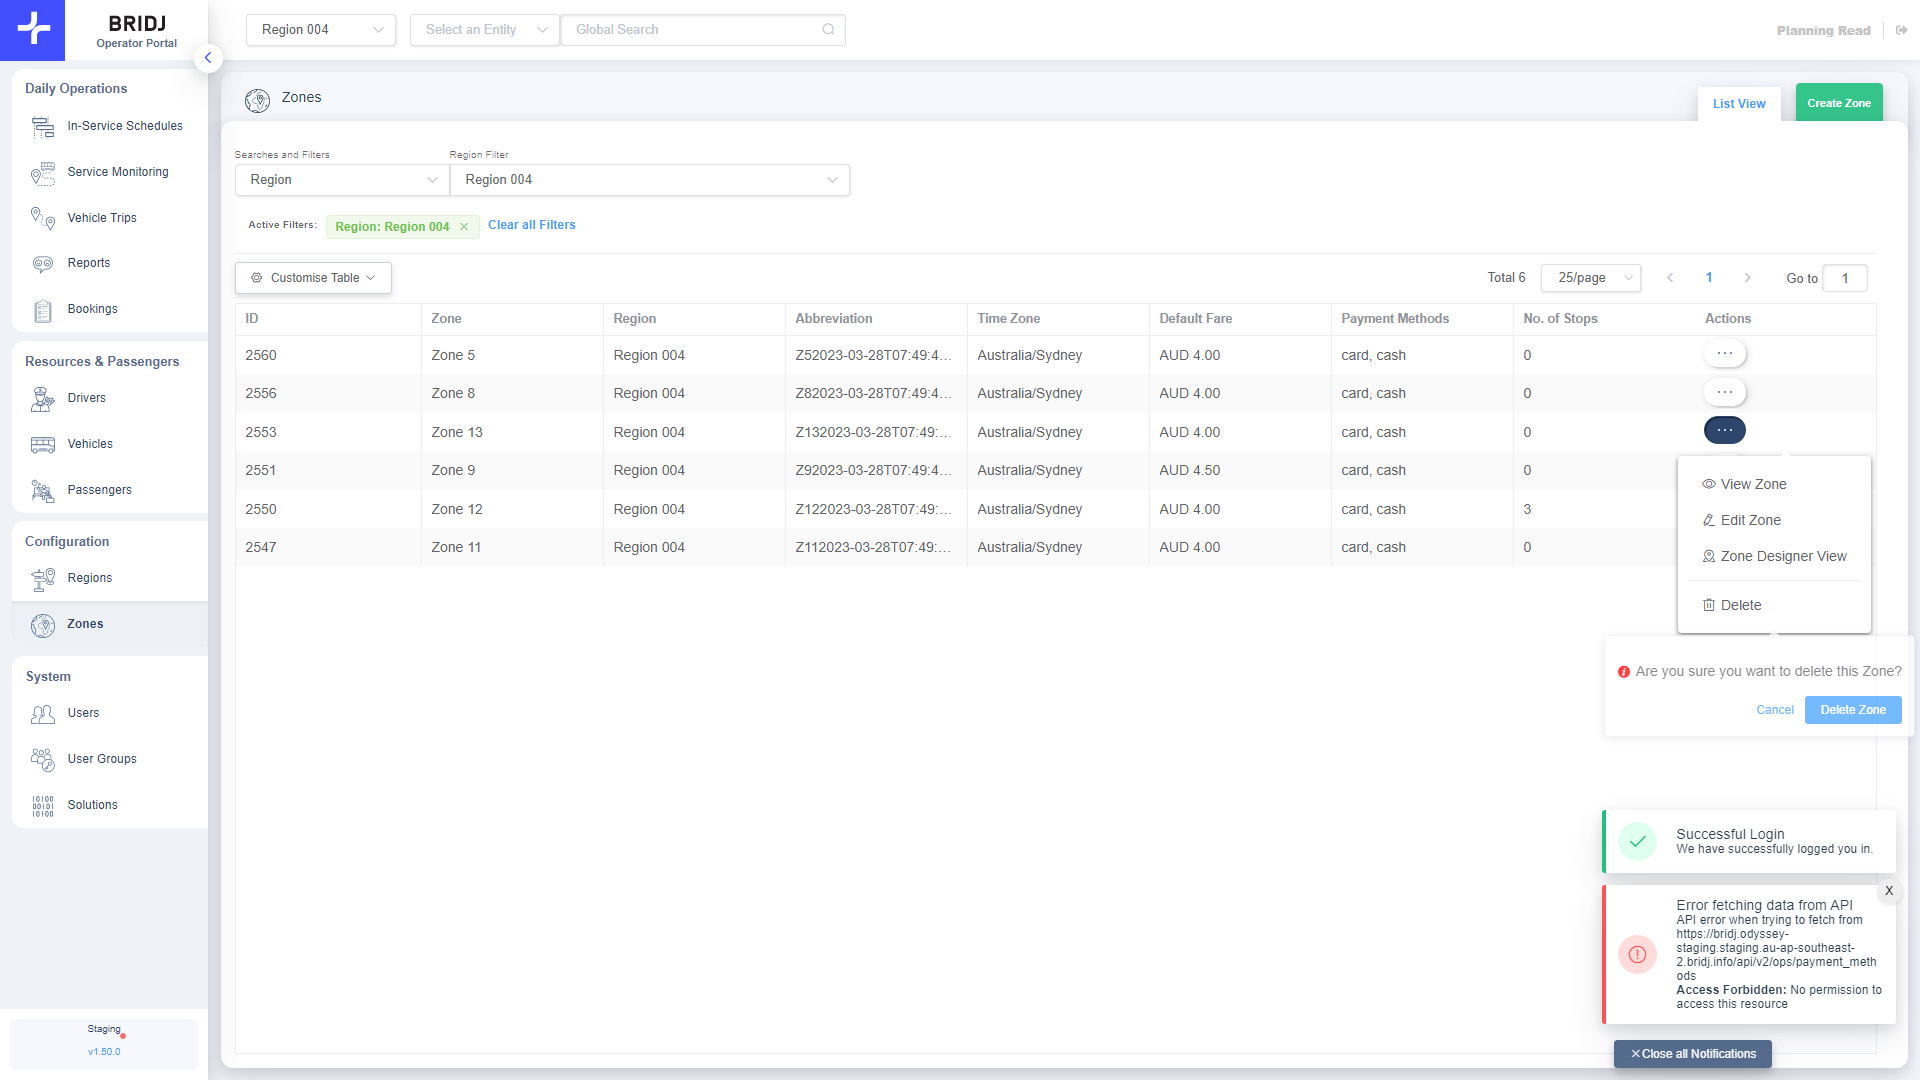 BRIDJ
Operator Portal
Region 004
Select an Entity
Global Search
Planning Read
Daily Operations
In-Service Schedules
Service Monitoring
Vehicle Trips
Reports
Bookings
Resources & Passengers
Drivers
Vehicles
Passengers
Configuration
Regions
Zones
System
Users
User Groups
Solutions
Staging
v1.50.0
Zones
List View
Create Zone
Searches and Filters
Region Filter
Region
Region 004
Active Filters:
Region: Region 004
Clear all Filters
Customise Table
Total 6
25/page
1
Go to
1
ID Zone Region Abbreviation Time Zone Default Fare Payment Methods No. of Stops Actions
2560 Zone 5 Region 004 Z52023-03-28T07:49:4... Australia/Sydney AUD 4.00 card, cash 0
2556 Zone 8 Region 004 Z82023-03-28T07:49:4... Australia/Sydney AUD 4.00 card, cash 0
2553 Zone 13 Region 004 Z132023-03-28T07:49:... Australia/Sydney AUD 4.00 card, cash 0
2551 Zone 9 Region 004 Z92023-03-28T07:49:4... Australia/Sydney AUD 4.50 card, cash 0
2550 Zone 12 Region 004 Z122023-03-28T07:49:... Australia/Sydney AUD 4.00 card, cash 3
2547 Zone 11 Region 004 Z112023-03-28T07:49:... Australia/Sydney AUD 4.00 card, cash 0
View Zone
Edit Zone
Zone Designer View
Delete
Are you sure you want to delete this Zone?
Cancel
Delete Zone
Successful Login
We have successfully logged you in.
X
Error fetching data from API
API error when trying to fetch from
https://bridj.odyssey-
staging.staging.au-ap-southeast-
2.bridj.info/api/v2/ops/payment_meth
ods
Access Forbidden: No permission to
access this resource
Close all Notifications